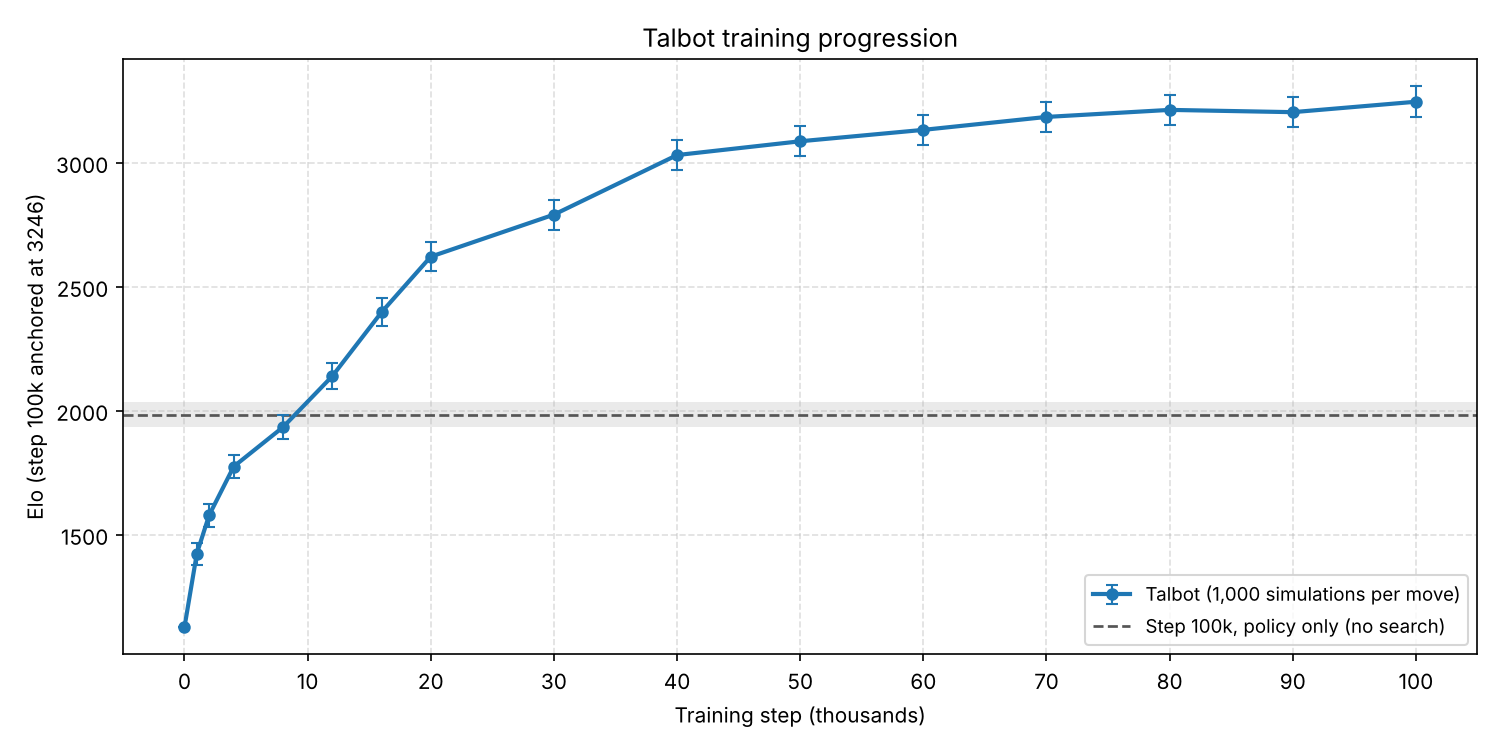 Talbot training progression
Elo (step 100k anchored at 3246)
3000
2500
2000
1500
Talbot (1,000 simulations per move)
Step 100k, policy only (no search)
0 10 20 30 40 50 60 70 80 90 100
Training step (thousands)